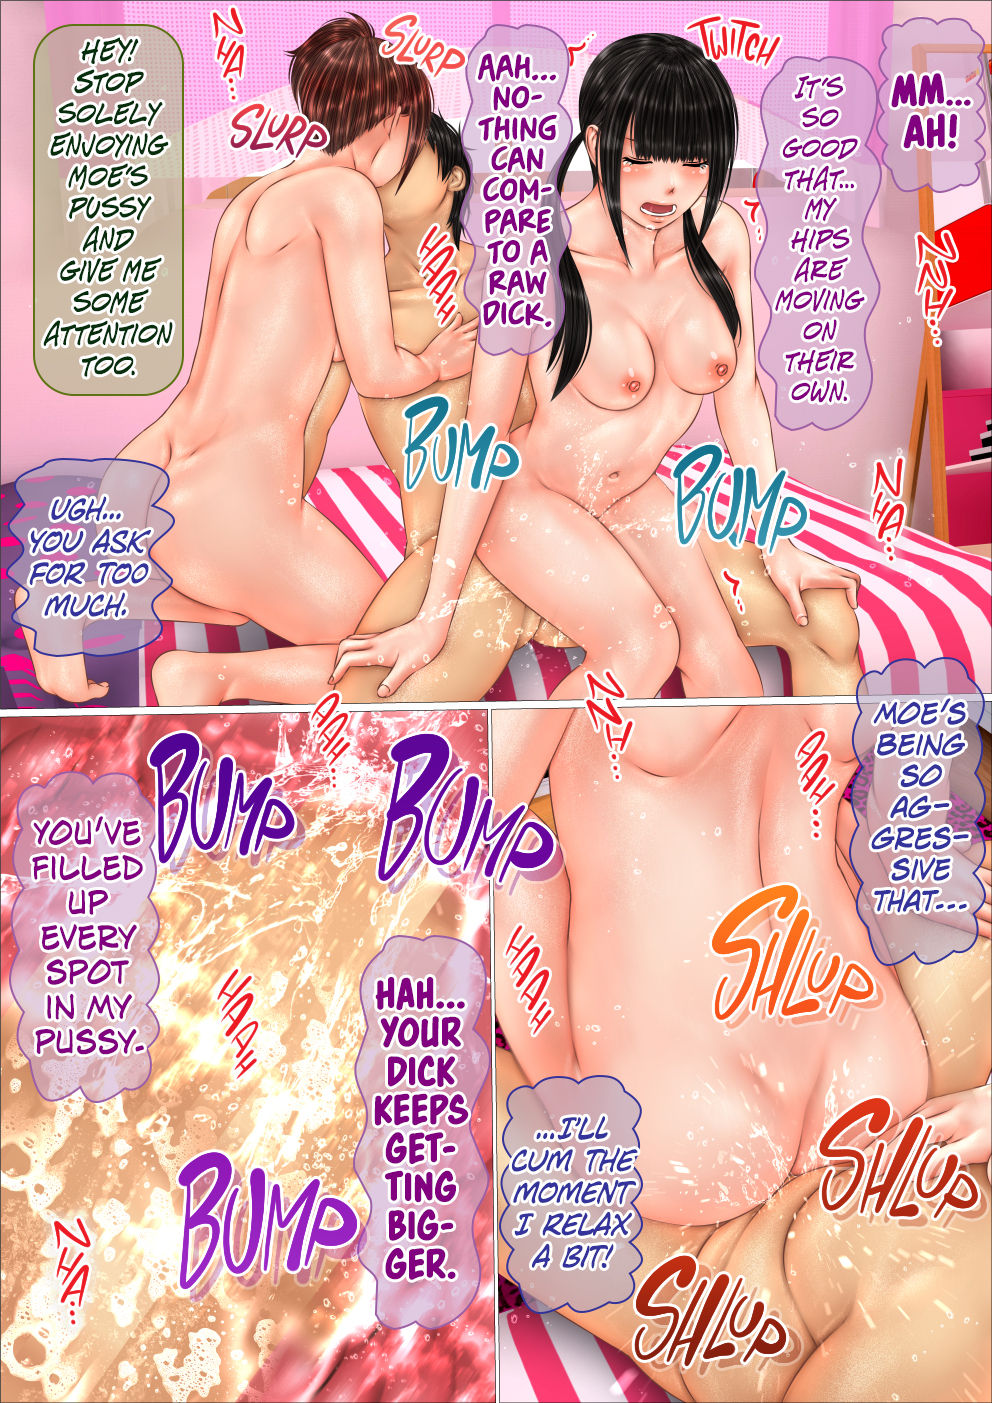 MM...
AH!
IT'S
SO
GOOD
THAT...
MY
HIPS
ARE
MOVING
ON
THEIR
OWN.
TWITCH
AAH...
NO-
THING
CAN
COM-
PARE
TO A
RAW
DICK.
SLURP
SLURP
NHA...
HEY!
STOP
SOLELY
ENJOYING
MOE'S
PUSSY
AND
GIVE ME
SOME
ATTENTION
TOO.
HAAH
NNN...
BUMP
BUMP
NHA...
UGH...
YOU ASK
FOR TOO
MUCH.
NNN...
MOE'S
BEING
SO
AG-
GRES-
SIVE
THAT...
AAH...
SHLUP
HAAH
...I'LL
CUM THE
MOMENT
I RELAX
A BIT!
SHLUP
SHLUP
AAH...
BUMP
BUMP
YOU'VE
FILLED
UP
EVERY
SPOT
IN MY
PUSSY.
HAAH
HAH...
YOUR
DICK
KEEPS
GET-
TING
BIG-
GER.
BUMP
NHA...